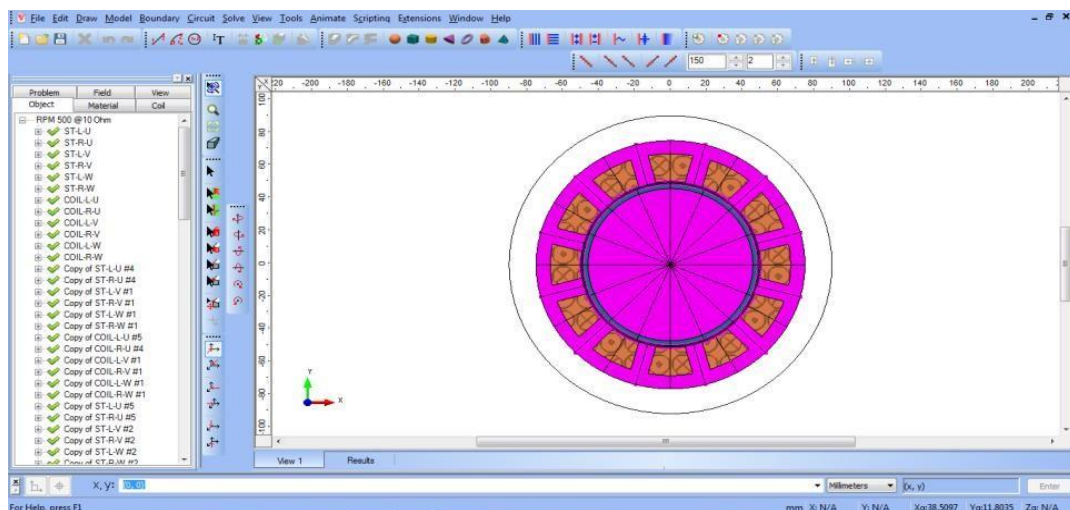 File Edit Draw Model Boundary Circuit Solve View Tools Animate Scripting Extensions Window Help
150 2
Problem Field View
Object Material Coil
RPM 500 @10 Ohm
ST-L-U
ST-R-U
ST-L-V
ST-R-V
ST-L-W
ST-R-W
COIL-L-U
COIL-R-U
COIL-L-V
COIL-R-V
COIL-L-W
COIL-R-W
Copy of ST-L-U #4
Copy of ST-R-U #4
Copy of ST-L-V #1
Copy of ST-R-V #1
Copy of ST-L-W #1
Copy of ST-R-W #1
Copy of COIL-L-U #5
Copy of COIL-R-U #4
Copy of COIL-L-V #1
Copy of COIL-R-V #1
Copy of COIL-L-W #1
Copy of COIL-R-W #1
Copy of ST-L-U #5
Copy of ST-R-U #5
Copy of ST-L-V #2
Copy of ST-R-V #2
Copy of ST-L-W #2
Copy of ST-R-W #2
-200 -180 -160 -140 -120 -100 -80 -60 -40 -20 0 20 40 60 80 100 120 140 160 180 200
100
80
60
40
20
0
-20
-40
-60
-80
-100
Y
X
View 1 Results
X, Y: (0, 0) Millimeters (x, y) Enter
For Help, press F1 mm X: N/A Y: N/A Xg:38.5097 Yg:11.8035 Zg: N/A